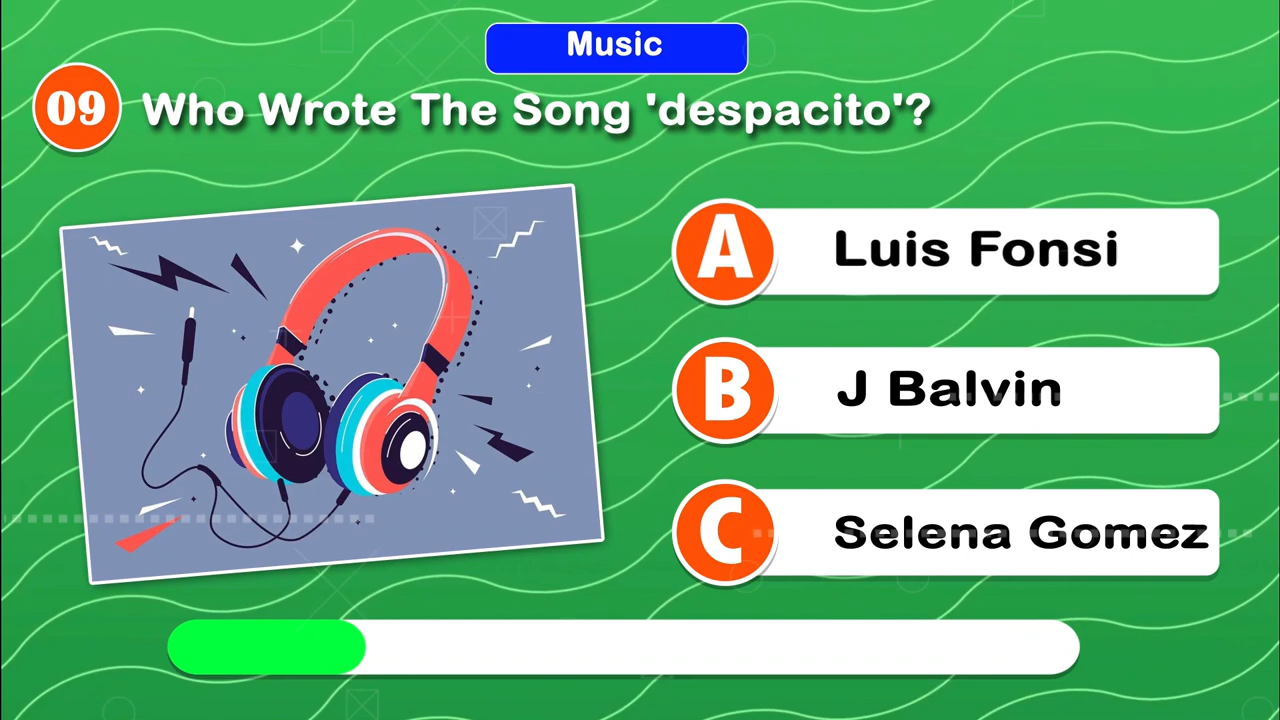 Music
09 Who Wrote The Song 'despacito'?
A Luis Fonsi
B J Balvin
C Selena Gomez